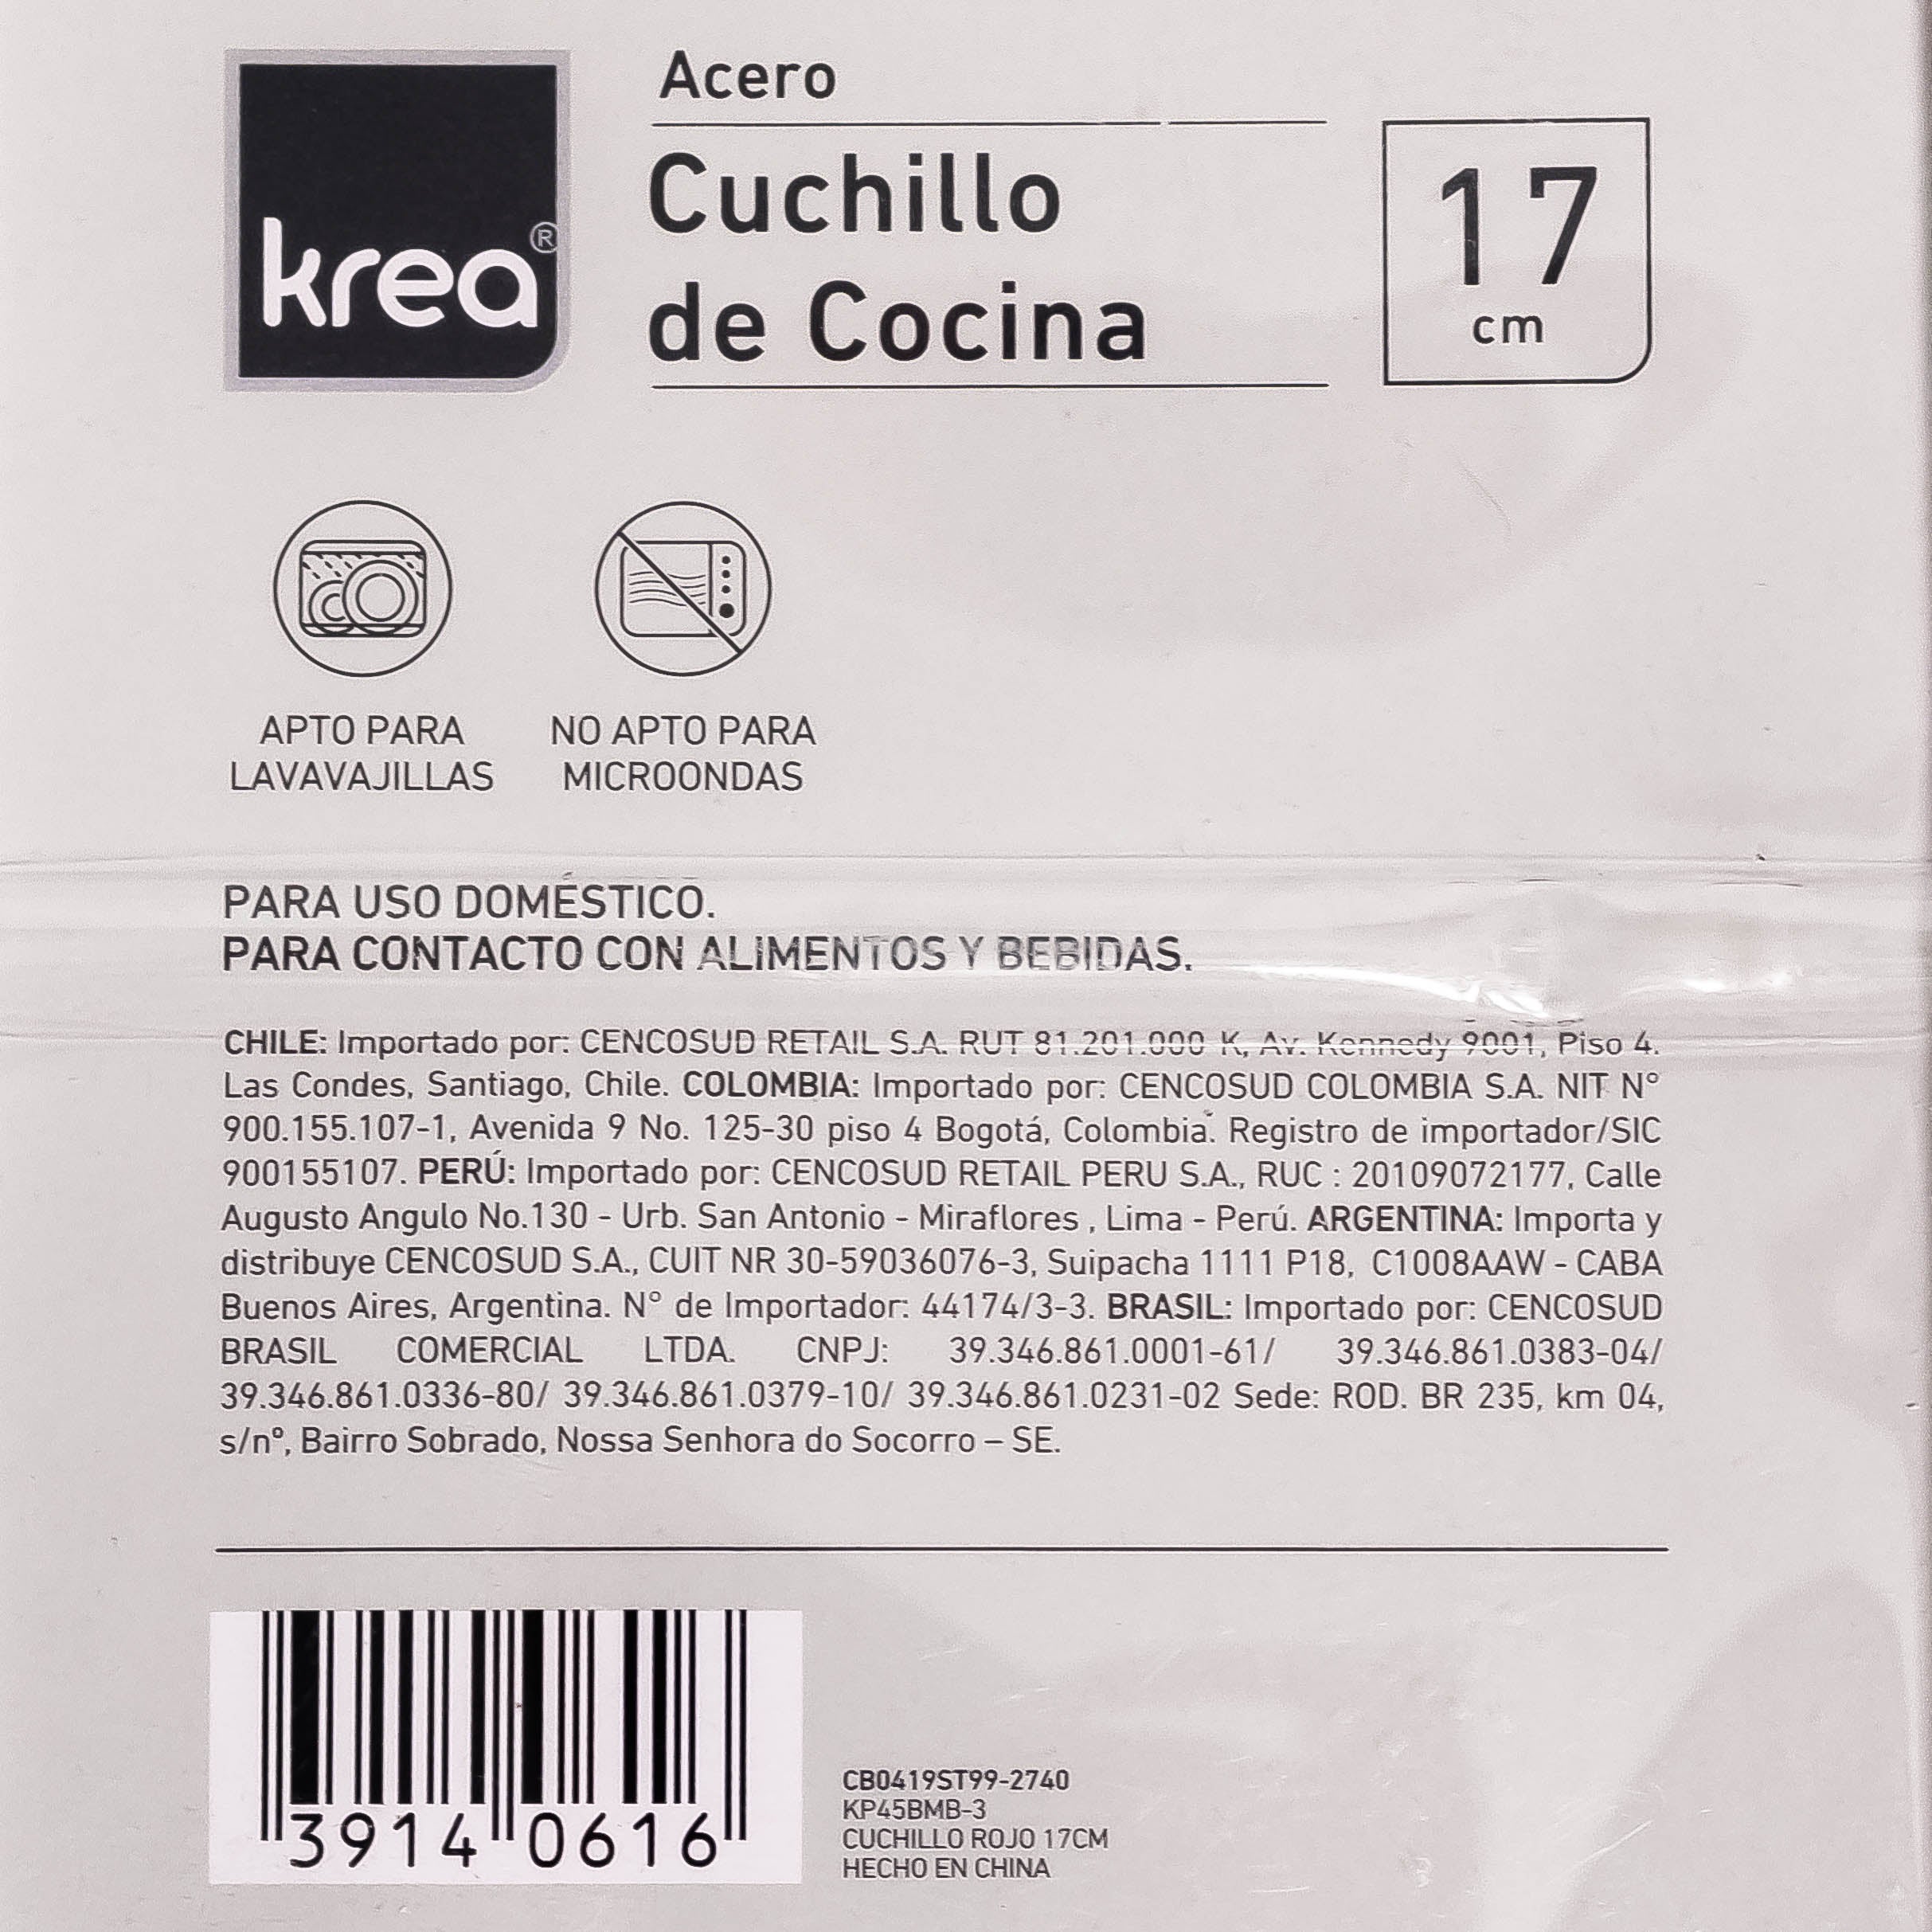 krea®
Acero
Cuchillo
de Cocina
17
cm
APTO PARA
LAVAVAJILLAS
NO APTO PARA
MICROONDAS
PARA USO DOMÉSTICO.
PARA CONTACTO CON ALIMENTOS Y BEBIDAS.
CHILE: Importado por: CENCOSUD RETAIL S.A. RUT 81.201.000 K, Av. Kennedy 9001, Piso 4.
Las Condes, Santiago, Chile. COLOMBIA: Importado por: CENCOSUD COLOMBIA S.A. NIT N°
900.155.107-1, Avenida 9 No. 125-30 piso 4 Bogotá, Colombia. Registro de importador/SIC
900155107. PERÚ: Importado por: CENCOSUD RETAIL PERU S.A., RUC : 20109072177, Calle
Augusto Angulo No.130 - Urb. San Antonio - Miraflores , Lima - Perú. ARGENTINA: Importa y
distribuye CENCOSUD S.A., CUIT NR 30-59036076-3, Suipacha 1111 P18, C1008AAW - CABA
Buenos Aires, Argentina. N° de Importador: 44174/3-3. BRASIL: Importado por: CENCOSUD
BRASIL COMERCIAL LTDA. CNPJ: 39.346.861.0001-61/ 39.346.861.0383-04/
39.346.861.0336-80/ 39.346.861.0379-10/ 39.346.861.0231-02 Sede: ROD. BR 235, km 04,
s/nº, Bairro Sobrado, Nossa Senhora do Socorro – SE.
3914 0616
CB0419ST99-2740
KP45BMB-3
CUCHILLO ROJO 17CM
HECHO EN CHINA